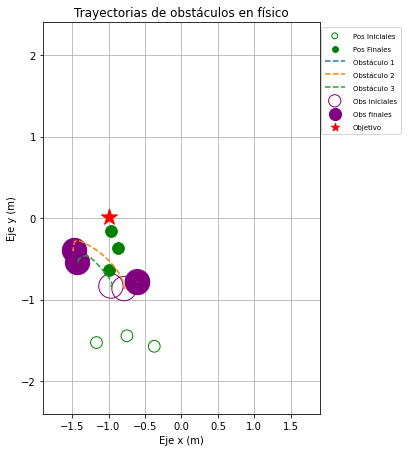 Trayectorias de obstáculos en físico
Pos Iniciales
Pos Finales
Obstáculo 1
Obstáculo 2
Obstáculo 3
Obs Iniciales
Obs finales
Objetivo
Eje y (m)
2
1
0
−1
−2
−1.5 −1.0 −0.5 0.0 0.5 1.0 1.5
Eje x (m)